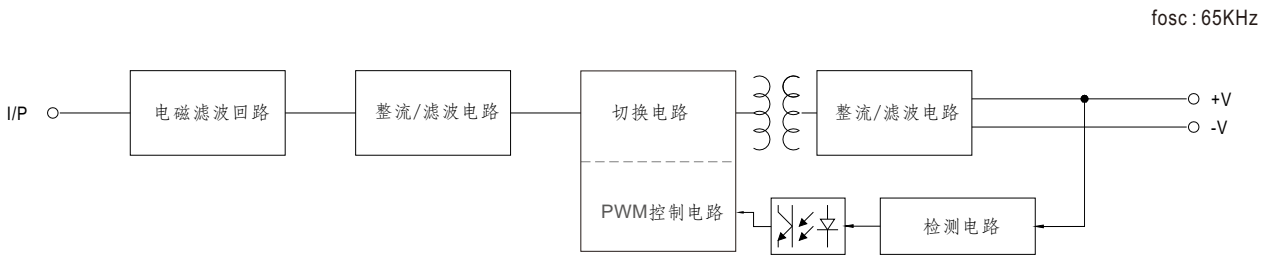 fosc : 65KHz
I/P
电磁滤波回路
整流/滤波电路
切换电路
整流/滤波电路
+V
-V
PWM控制电路
检测电路